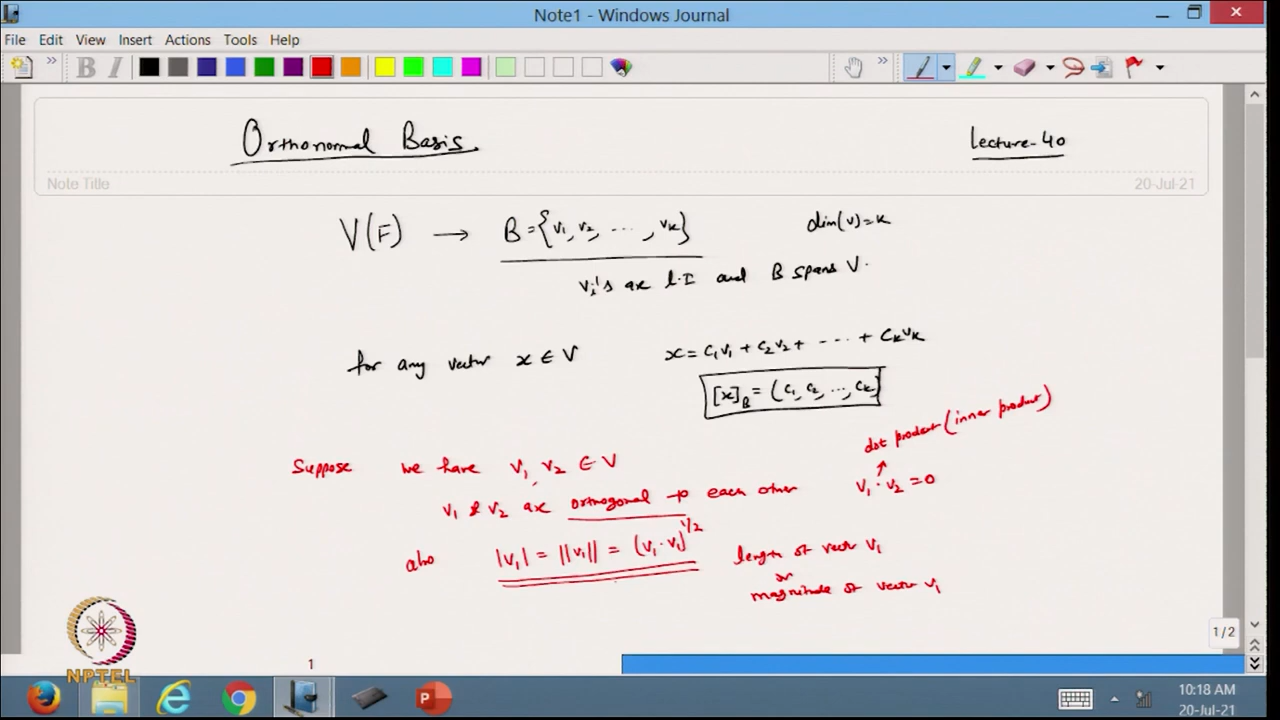 Note1 - Windows Journal
File Edit View Insert Actions Tools Help
Orthonormal Basis
Lecture-40
Note Title
20-Jul-21
V(F) → B = {v₁, v₂, ..., vₖ} dim(V)=k
vᵢ's are L.I and B spans V.
for any vector x ∈ V x = c₁v₁ + c₂v₂ + ... + cₖvₖ
[x]_B = (c₁, c₂, ..., cₖ)
dot product (inner product)
↑
Suppose we have v₁, v₂ ∈ V
v₁ & v₂ are orthogonal to each other v₁ · v₂ = 0
also |v₁| = ||v₁|| = (v₁ · v₁)^1/2 length of vector v₁
or
magnitude of vector v₁
1/2
NPTEL
1
10:18 AM
20-Jul-21